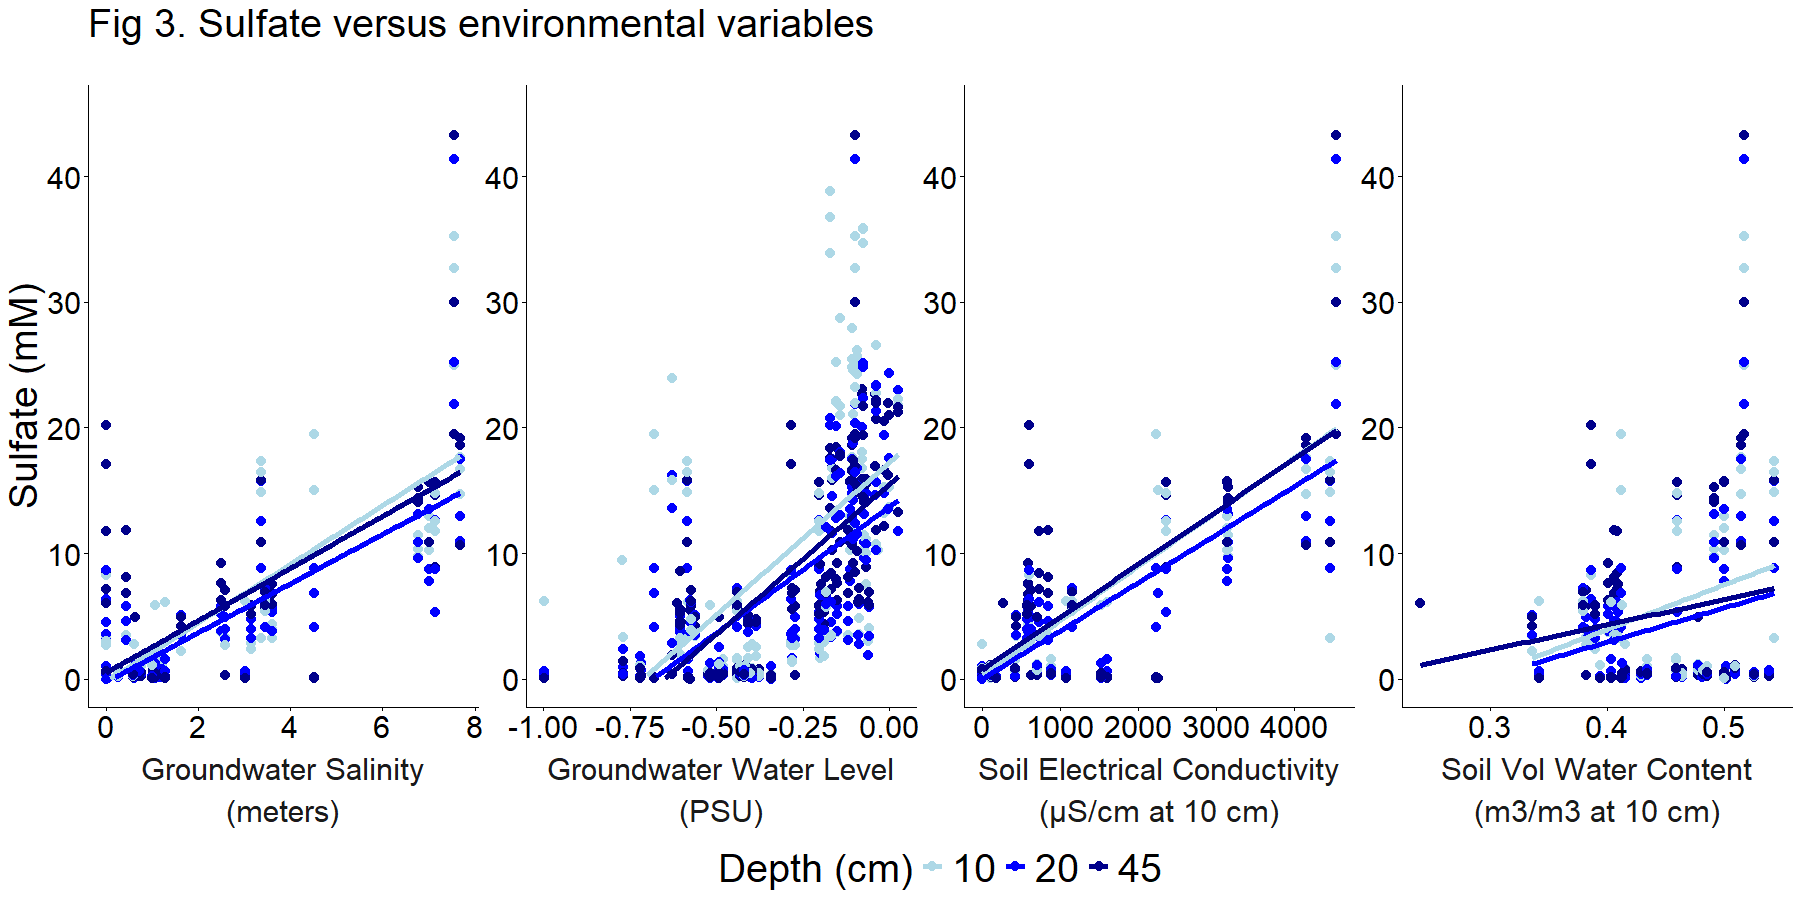 Fig 3. Sulfate versus environmental variables
Sulfate (mM)
40
30
20
10
0
0 2 4 6 8
Groundwater Salinity
(meters)
40
30
20
10
0
-1.00 -0.75 -0.50 -0.25 0.00
Groundwater Water Level
(PSU)
40
30
20
10
0
0 1000 2000 3000 4000
Soil Electrical Conductivity
(µS/cm at 10 cm)
40
30
20
10
0
0.3 0.4 0.5
Soil Vol Water Content
(m3/m3 at 10 cm)
Depth (cm) 10 20 45